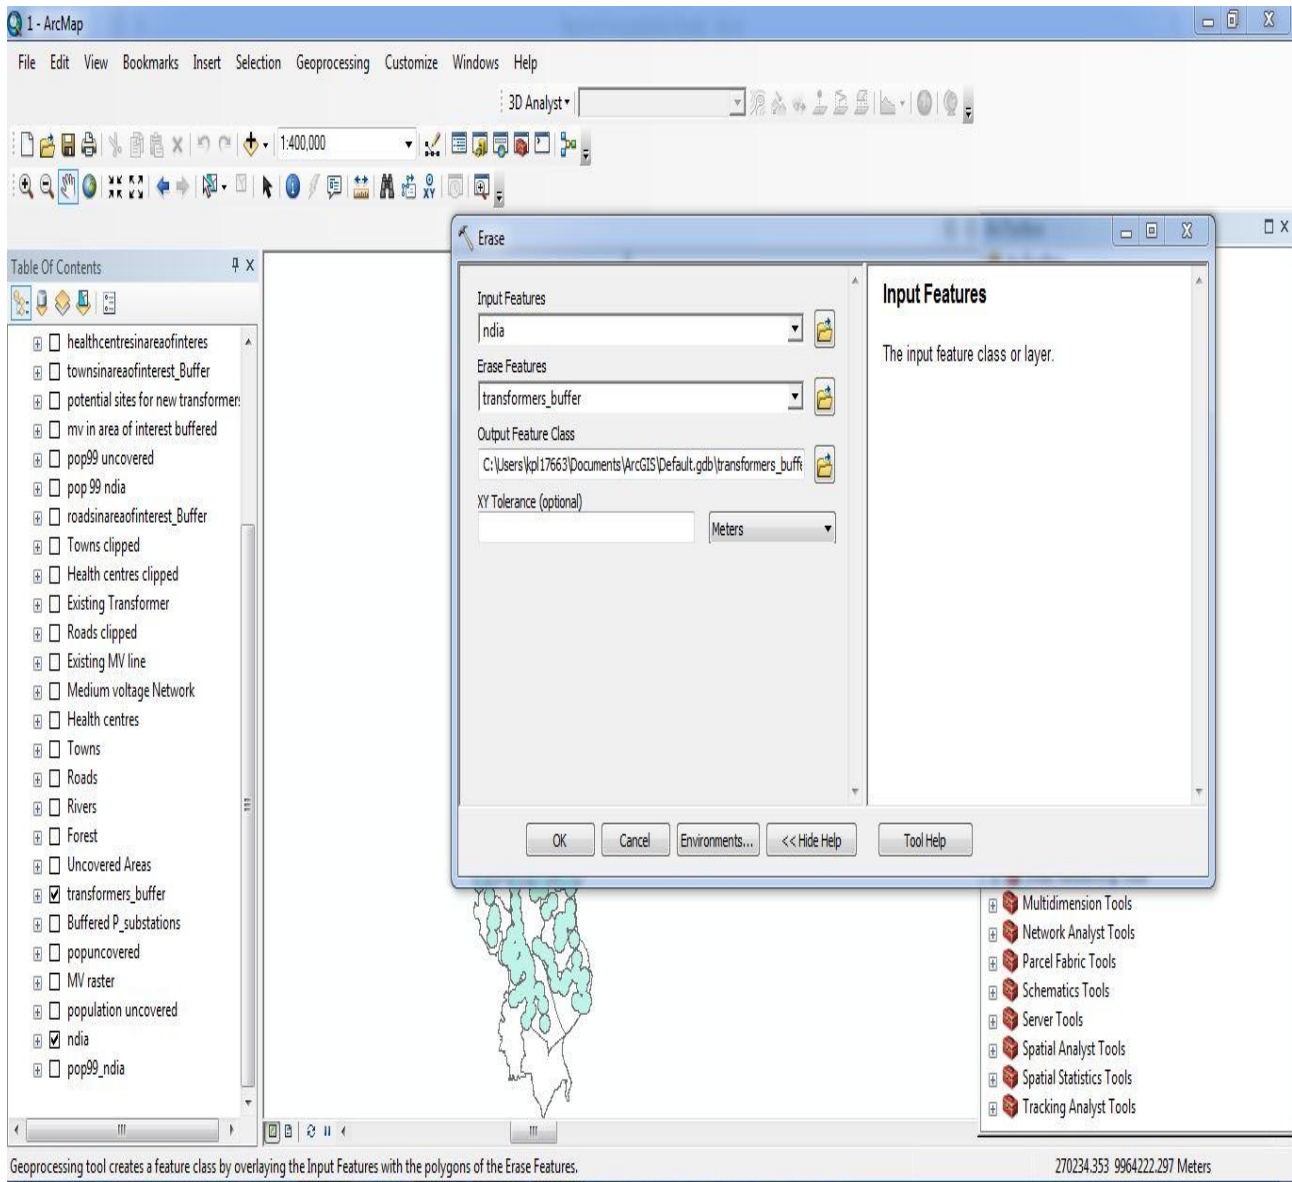 1 - ArcMap
File Edit View Bookmarks Insert Selection Geoprocessing Customize Windows Help
3D Analyst
1:400,000
Erase
Table Of Contents
healthcentresinareaofinteres
townsinareaofinterest_Buffer
potential sites for new transformer
mv in area of interest buffered
pop99 uncovered
pop 99 ndia
roadsinareaofinterest_Buffer
Towns clipped
Health centres clipped
Existing Transformer
Roads clipped
Existing MV line
Medium voltage Network
Health centres
Towns
Roads
Rivers
Forest
Uncovered Areas
transformers_buffer
Buffered P_substations
popuncovered
MV raster
population uncovered
ndia
pop99_ndia
Input Features
ndia
Erase Features
transformers_buffer
Output Feature Class
C:\Users\kpl17663\Documents\ArcGIS\Default.gdb\transformers_buffe
XY Tolerance (optional)
Meters
Input Features
The input feature class or layer.
OK Cancel Environments... << Hide Help Tool Help
Multidimension Tools
Network Analyst Tools
Parcel Fabric Tools
Schematics Tools
Server Tools
Spatial Analyst Tools
Spatial Statistics Tools
Tracking Analyst Tools
Geoprocessing tool creates a feature class by overlaying the Input Features with the polygons of the Erase Features.
270234.353 9964222.297 Meters